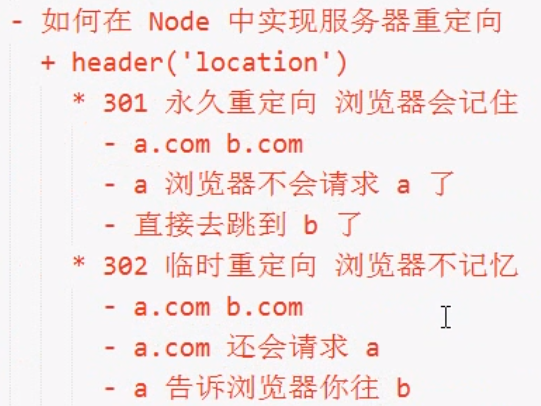 - 如何在 Node 中实现服务器重定向
+ header('location')
* 301 永久重定向 浏览器会记住
- a.com b.com
- a 浏览器不会请求 a 了
- 直接去跳到 b 了
* 302 临时重定向 浏览器不记忆
- a.com b.com
- a.com 还会请求 a
- a 告诉浏览器你往 b